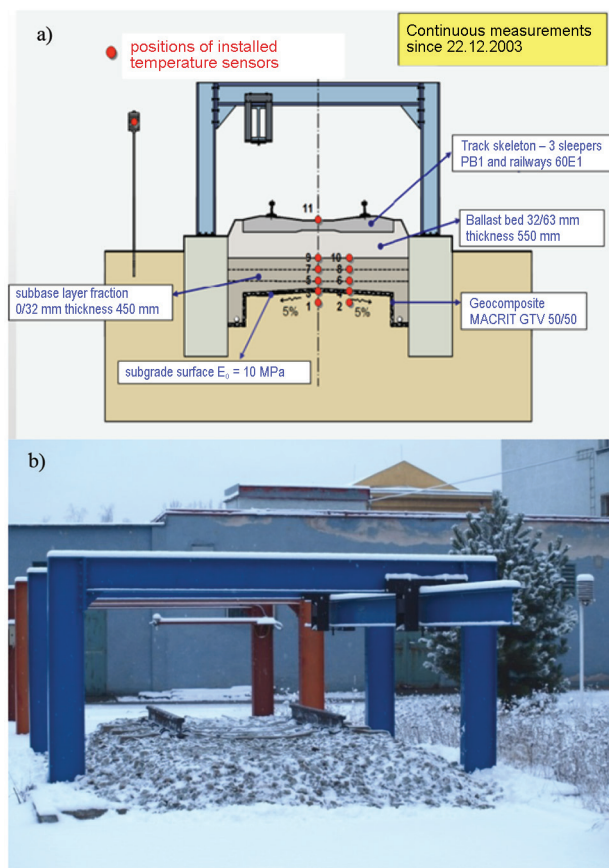 a)
positions of installed
temperature sensors
Continuous measurements
since 22.12.2003
Track skeleton – 3 sleepers
PB1 and railways 60E1
11
Ballast bed 32/63 mm
thickness 550 mm
9 10
7 8
5 6
subbase layer fraction
0/32 mm thickness 450 mm
1 2
5% 5%
Geocomposite
MACRIT GTV 50/50
subgrade surface E₀ = 10 MPa
b)